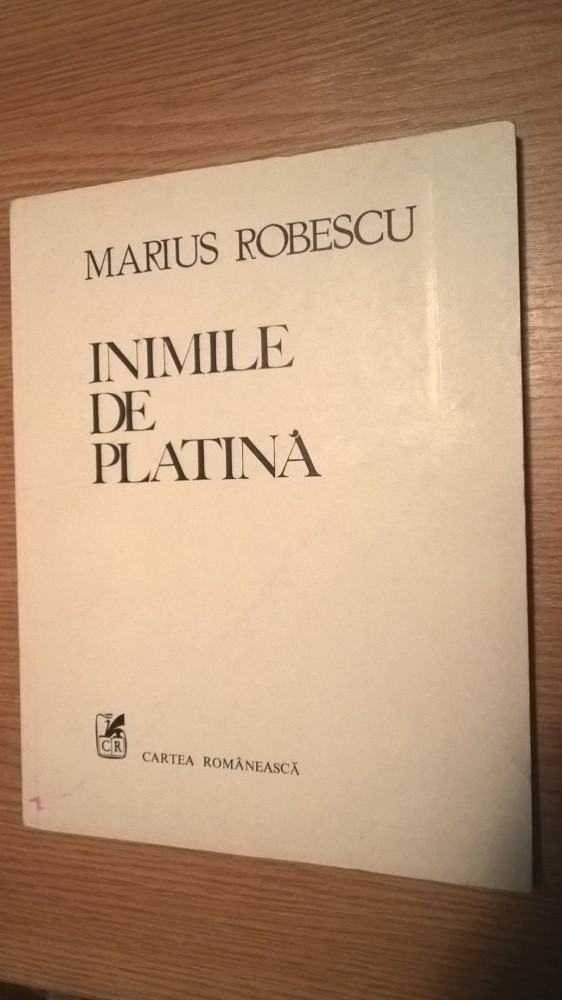 MARIUS ROBESCU
INIMILE
DE
PLATINĂ
CR
CARTEA ROMÂNEASCĂ